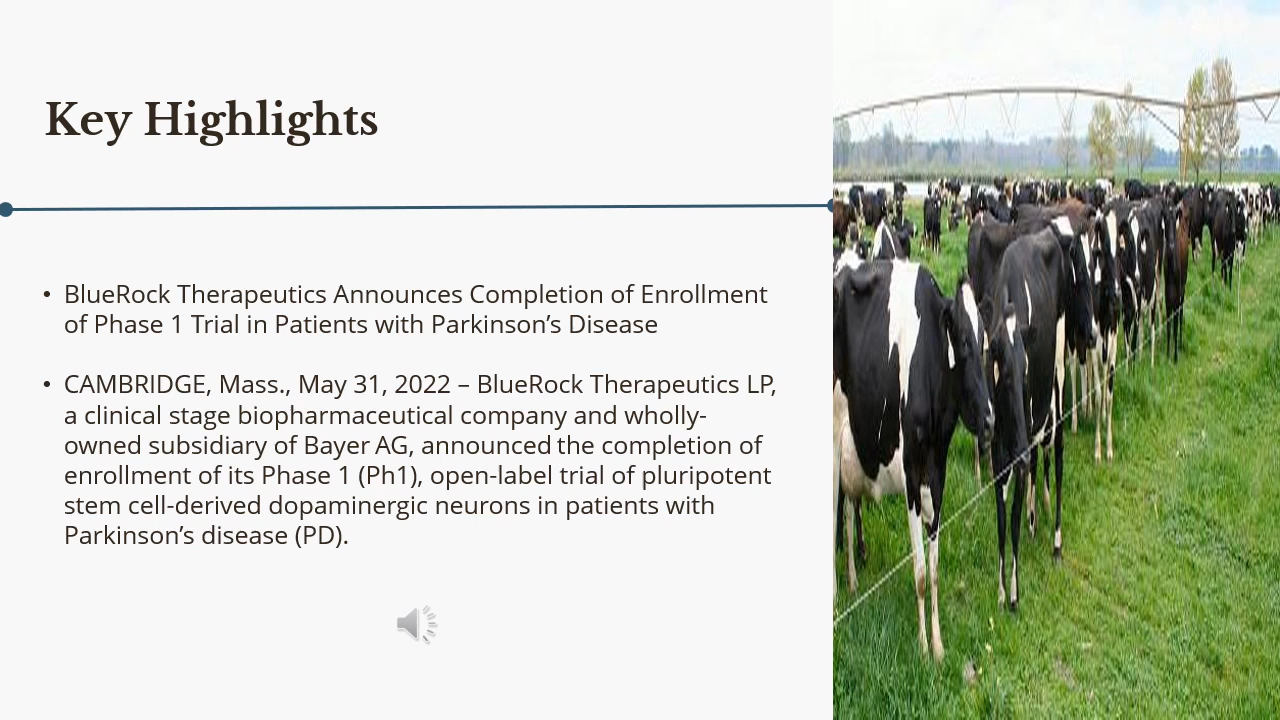 Key Highlights
• BlueRock Therapeutics Announces Completion of Enrollment
of Phase 1 Trial in Patients with Parkinson’s Disease
• CAMBRIDGE, Mass., May 31, 2022 – BlueRock Therapeutics LP,
a clinical stage biopharmaceutical company and wholly-
owned subsidiary of Bayer AG, announced the completion of
enrollment of its Phase 1 (Ph1), open-label trial of pluripotent
stem cell-derived dopaminergic neurons in patients with
Parkinson’s disease (PD).